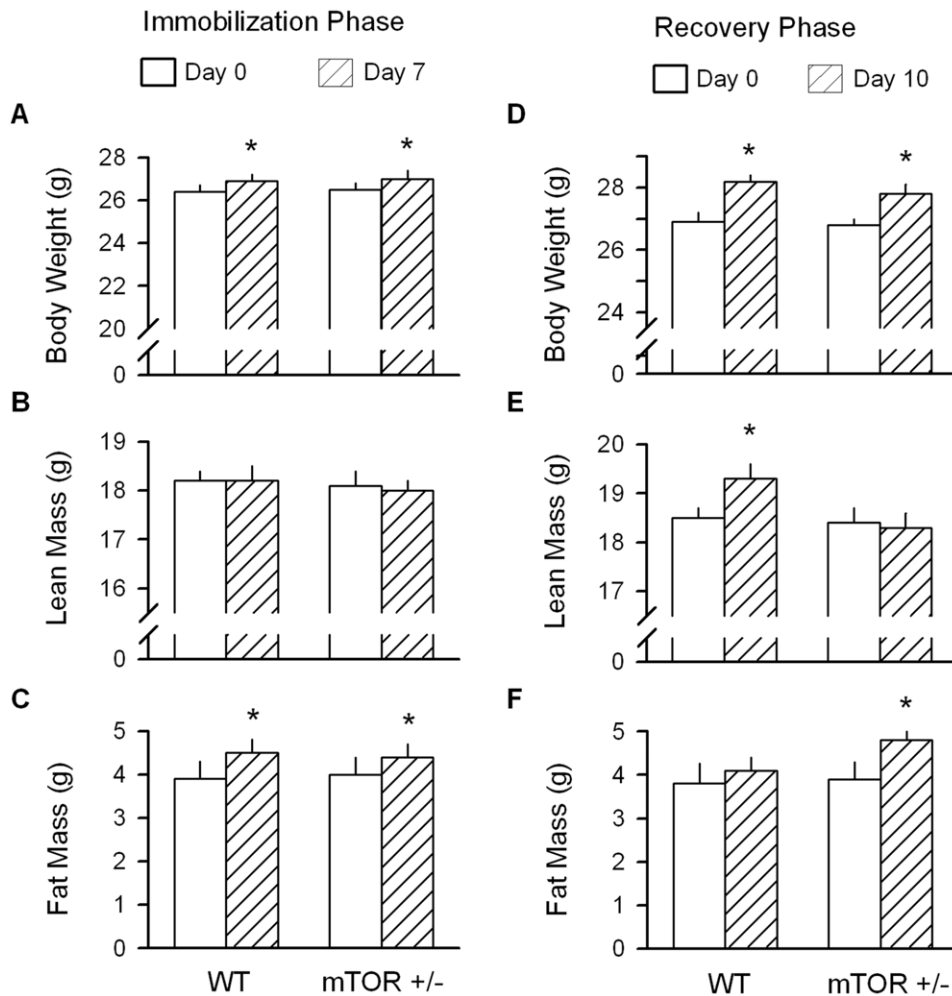 Immobilization Phase
Day 0 Day 7
Recovery Phase
Day 0 Day 10
A
Body Weight (g)
28
26
24
22
20
0
*
*
B
Lean Mass (g)
19
18
17
16
0
C
Fat Mass (g)
5
4
3
2
1
0
*
*
WT mTOR +/-
D
Body Weight (g)
28
26
24
0
*
*
E
Lean Mass (g)
20
19
18
17
0
*
F
Fat Mass (g)
5
4
3
2
1
0
*
WT mTOR +/-